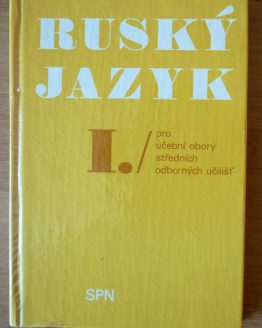 RUSKÝ
JAZYK
I./
pro
učební obory
středních
odborných učilišť
SPN